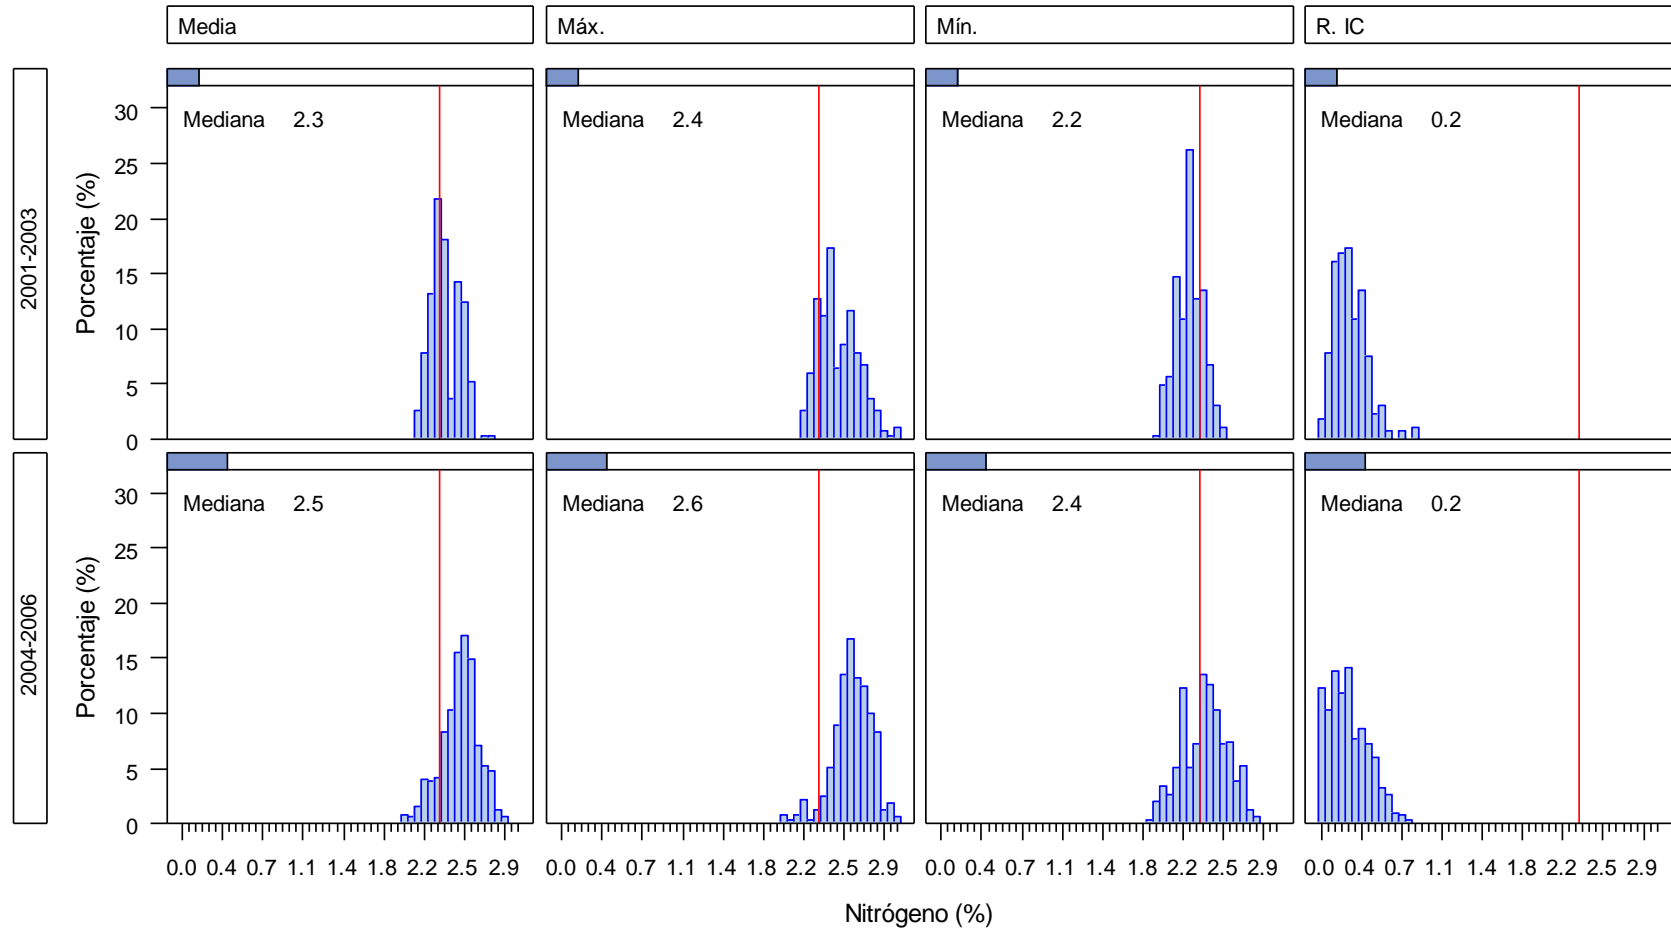 Media Máx. Mín. R. IC
2001-2003
Porcentaje (%)
30
25
20
15
10
5
0
Mediana 2.3
Mediana 2.4
Mediana 2.2
Mediana 0.2
2004-2006
Porcentaje (%)
30
25
20
15
10
5
0
Mediana 2.5
Mediana 2.6
Mediana 2.4
Mediana 0.2
0.0 0.4 0.7 1.1 1.4 1.8 2.2 2.5 2.9
0.0 0.4 0.7 1.1 1.4 1.8 2.2 2.5 2.9
0.0 0.4 0.7 1.1 1.4 1.8 2.2 2.5 2.9
0.0 0.4 0.7 1.1 1.4 1.8 2.2 2.5 2.9
Nitrógeno (%)